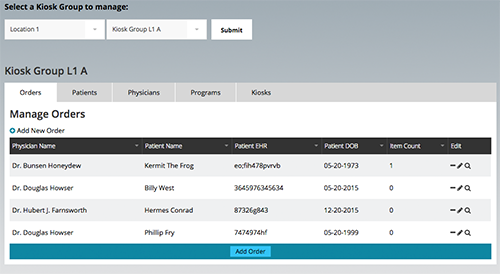 Select a Kiosk Group to manage:
Location 1 Kiosk Group L1 A Submit
Kiosk Group L1 A
Orders Patients Physicians Programs Kiosks
Manage Orders
Add New Order
Physician Name Patient Name Patient EHR Patient DOB Item Count Edit
Dr. Bunsen Honeydew Kermit The Frog eo;fih478pvrvb 05-20-1973 1
Dr. Douglas Howser Billy West 3645976345634 05-20-2015 0
Dr. Hubert J. Farnsworth Hermes Conrad 87326g843 12-20-2015 0
Dr. Douglas Howser Phillip Fry 7474974hf 05-20-1999 0
Add Order